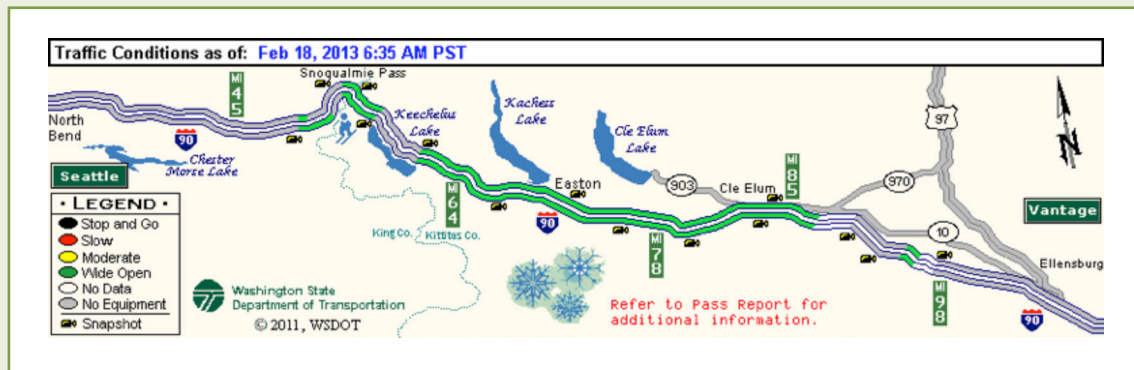 Traffic Conditions as of: Feb 18, 2013 6:35 AM PST
MI 45
Snoqualmie Pass
North
Bend
90
Keechelus
Lake
Kachess
Lake
Cle Elum
Lake
97
N
Chester
Morse Lake
Seattle
Easton
903
Cle Elum
MI 85
970
Vantage
• LEGEND •
Stop and Go
Slow
Moderate
Wide Open
No Data
No Equipment
Snapshot
MI 64
King Co. Kittitas Co.
90
MI 78
10
Ellensburg
MI 98
90
Washington State
Department of Transportation
© 2011, WSDOT
Refer to Pass Report for
additional information.